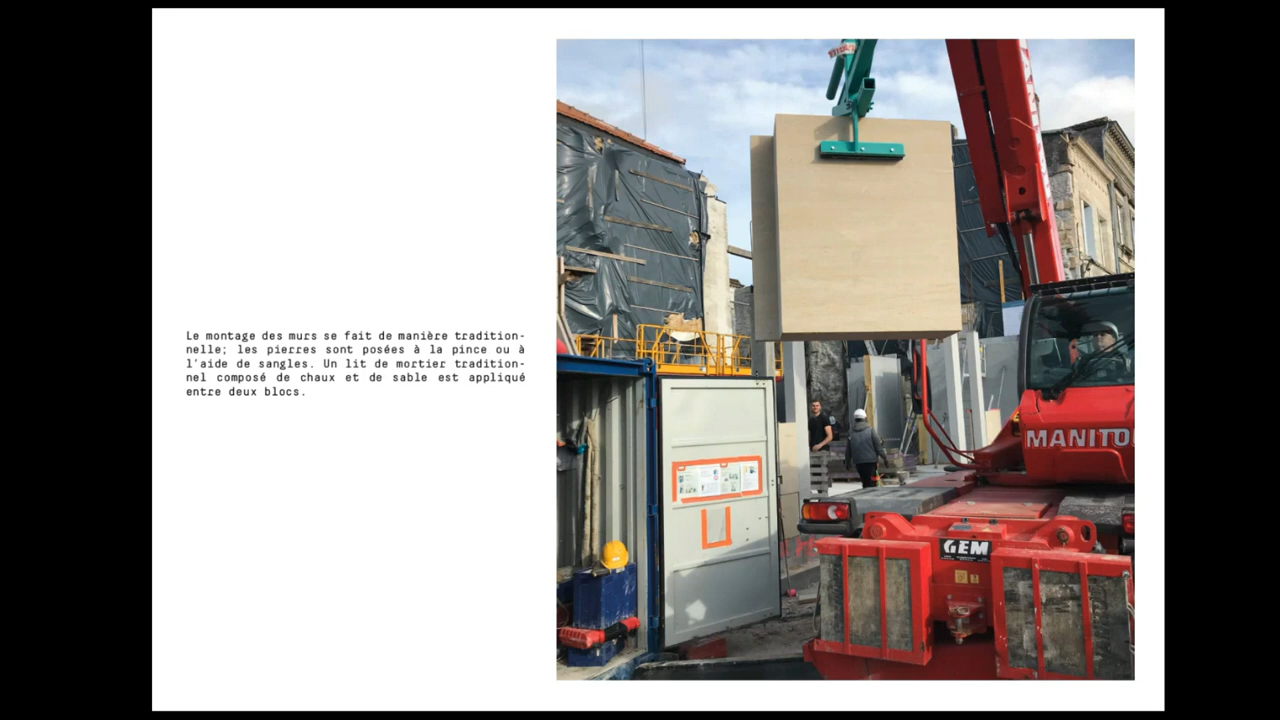 Le montage des murs se fait de manière tradition-
nelle; les pierres sont posées à la pince ou à
l'aide de sangles. Un lit de mortier tradition-
nel composé de chaux et de sable est appliqué
entre deux blocs.
MANITO
GEM